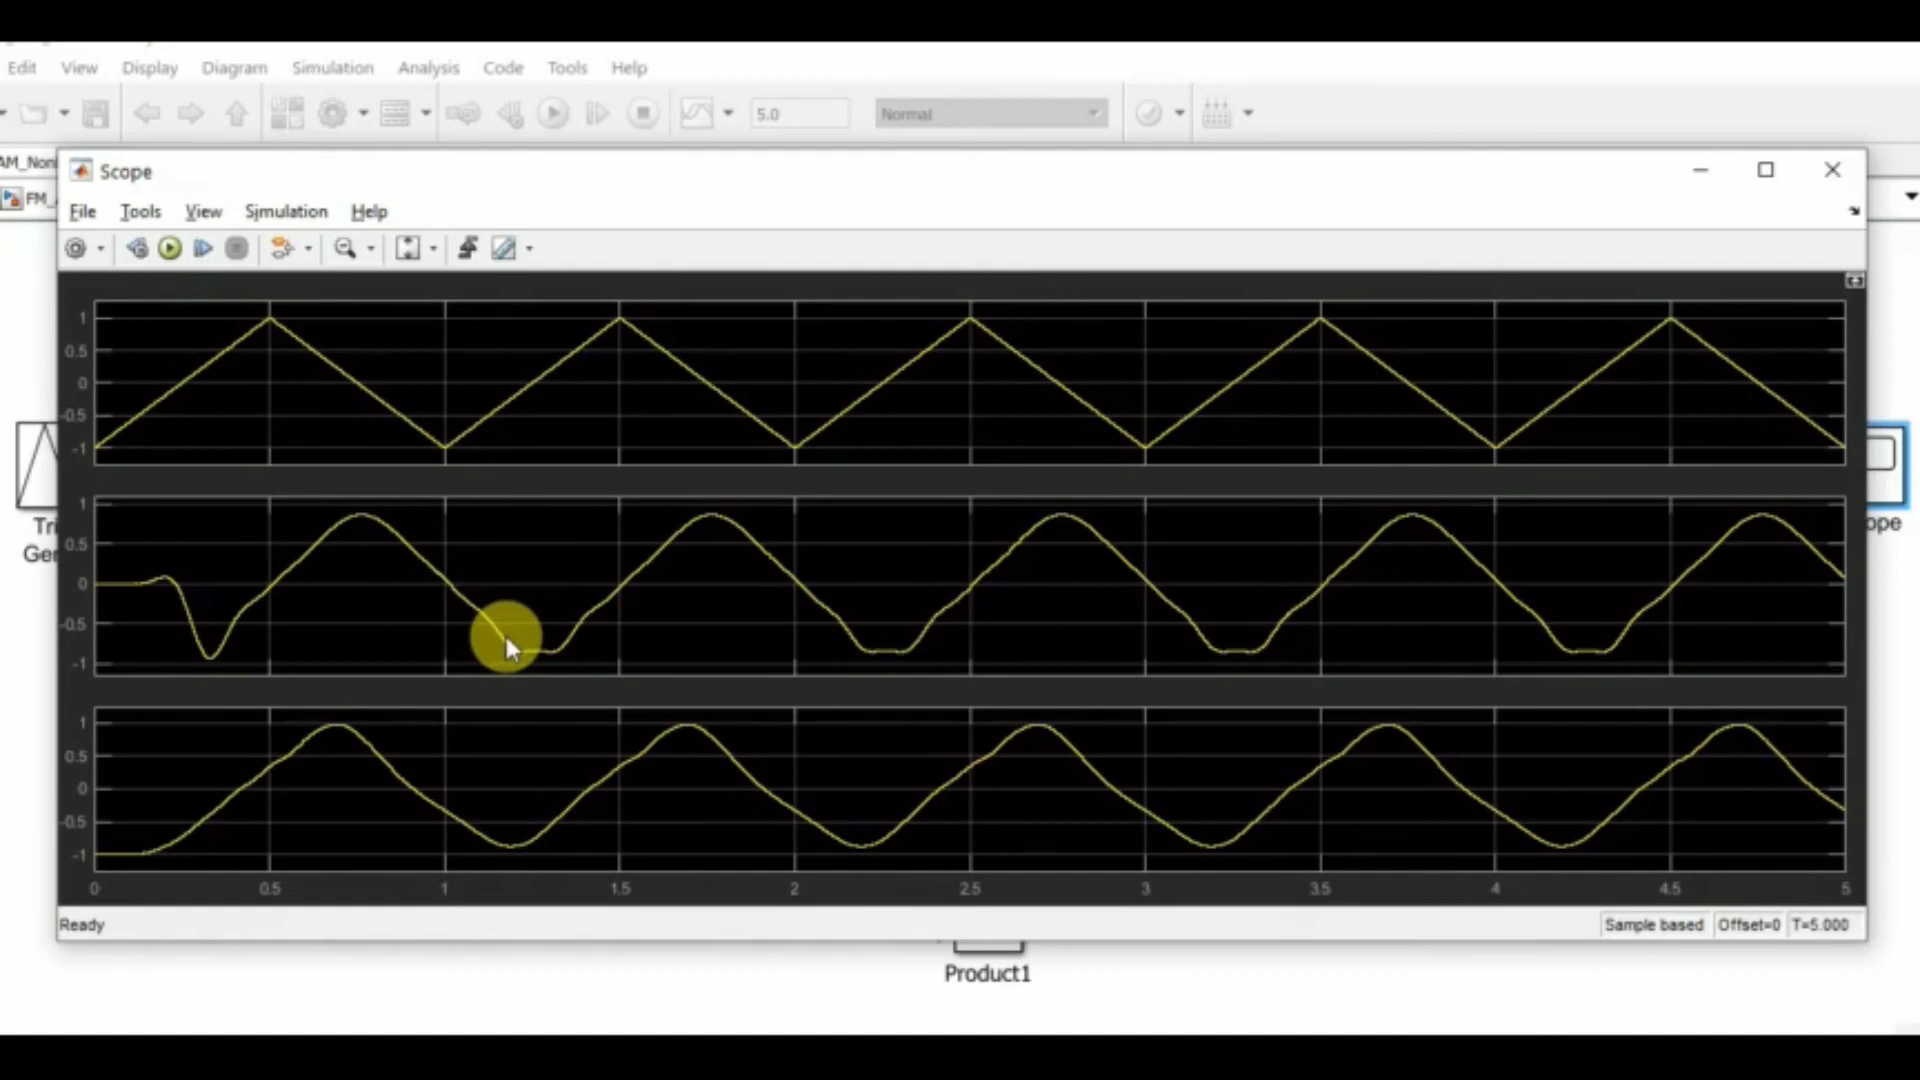 Edit View Display Diagram Simulation Analysis Code Tools Help
5.0 Normal
AM_Non
Scope
FM_
File Tools View Simulation Help
1
0.5
0
-0.5
-1
1
0.5
0
-0.5
-1
Tri
Ger
ope
1
0.5
0
-0.5
-1
0 0.5 1 1.5 2 2.5 3 3.5 4 4.5 5
Ready Sample based Offset=0 T=5.000
Product1